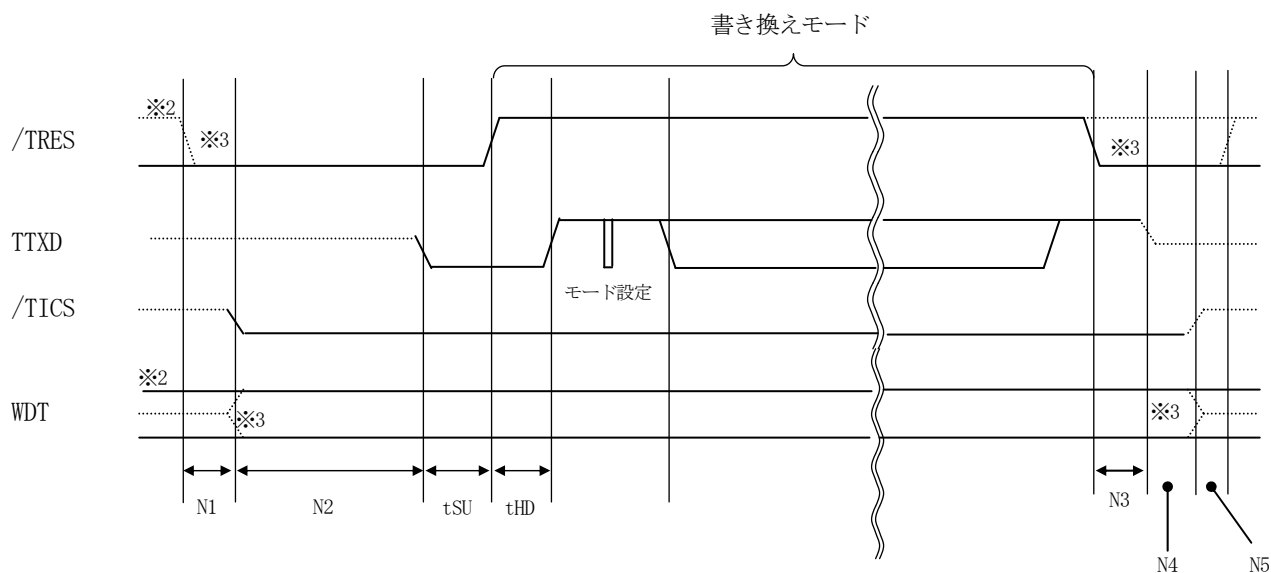 書き換えモード
※2
/TRES
※3
※3
TTXD
モード設定
/TICS
※2
WDT
※3
※3
N1
N2
tSU
tHD
N3
N4
N5